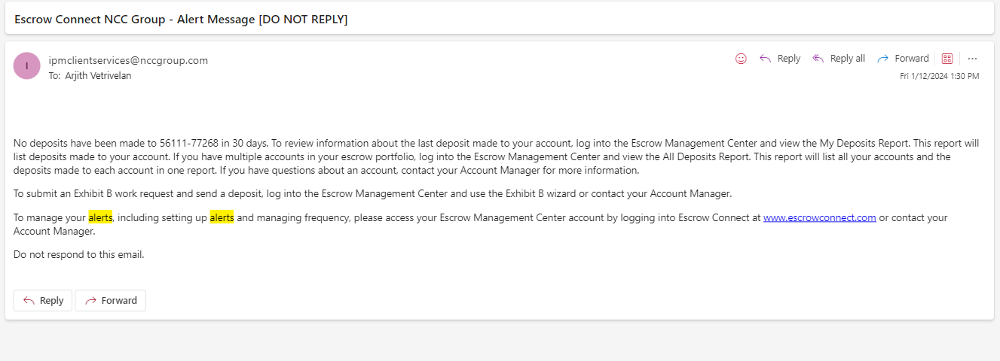 Escrow Connect NCC Group - Alert Message [DO NOT REPLY]
I
ipmclientservices@nccgroup.com
To: Arjith Vetrivelan
Reply
Reply all
Forward
Fri 1/12/2024 1:30 PM
No deposits have been made to 56111-77268 in 30 days. To review information about the last deposit made to your account, log into the Escrow Management Center and view the My Deposits Report. This report will
list deposits made to your account. If you have multiple accounts in your escrow portfolio, log into the Escrow Management Center and view the All Deposits Report. This report will list all your accounts and the
deposits made to each account in one report. If you have questions about an account, contact your Account Manager for more information.
To submit an Exhibit B work request and send a deposit, log into the Escrow Management Center and use the Exhibit B wizard or contact your Account Manager.
To manage your alerts, including setting up alerts and managing frequency, please access your Escrow Management Center account by logging into Escrow Connect at www.escrowconnect.com or contact your
Account Manager.
Do not respond to this email.
Reply
Forward